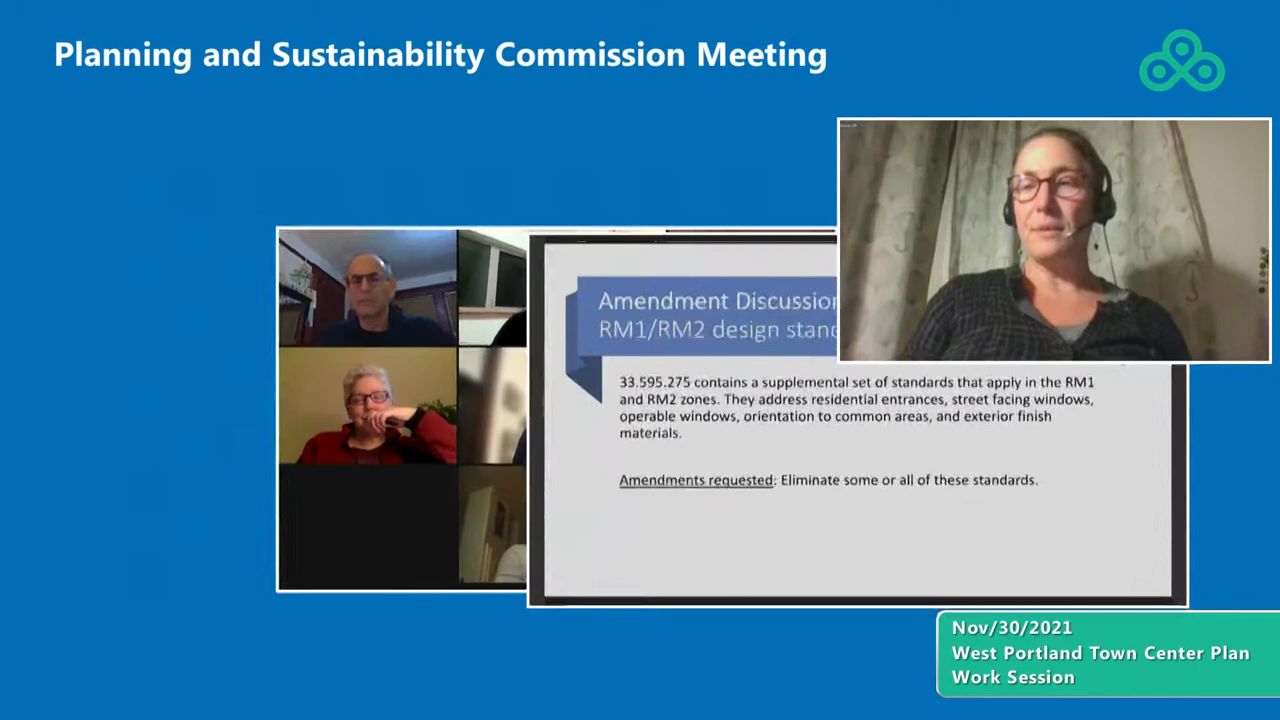 Planning and Sustainability Commission Meeting
Amendment Discussion
RM1/RM2 design stand
33.595.275 contains a supplemental set of standards that apply in the RM1
and RM2 zones. They address residential entrances, street facing windows,
operable windows, orientation to common areas, and exterior finish
materials.
Amendments requested: Eliminate some or all of these standards.
Nov/30/2021
West Portland Town Center Plan
Work Session